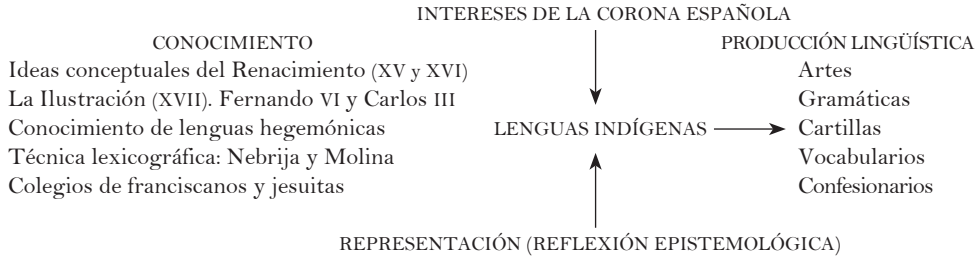 INTERESES DE LA CORONA ESPAÑOLA
CONOCIMIENTO
Ideas conceptuales del Renacimiento (XV y XVI)
La Ilustración (XVII). Fernando VI y Carlos III
Conocimiento de lenguas hegemónicas
Técnica lexicográfica: Nebrija y Molina
Colegios de franciscanos y jesuitas
LENGUAS INDÍGENAS
PRODUCCIÓN LINGÜÍSTICA
Artes
Gramáticas
Cartillas
Vocabularios
Confesionarios
REPRESENTACIÓN (REFLEXIÓN EPISTEMOLÓGICA)